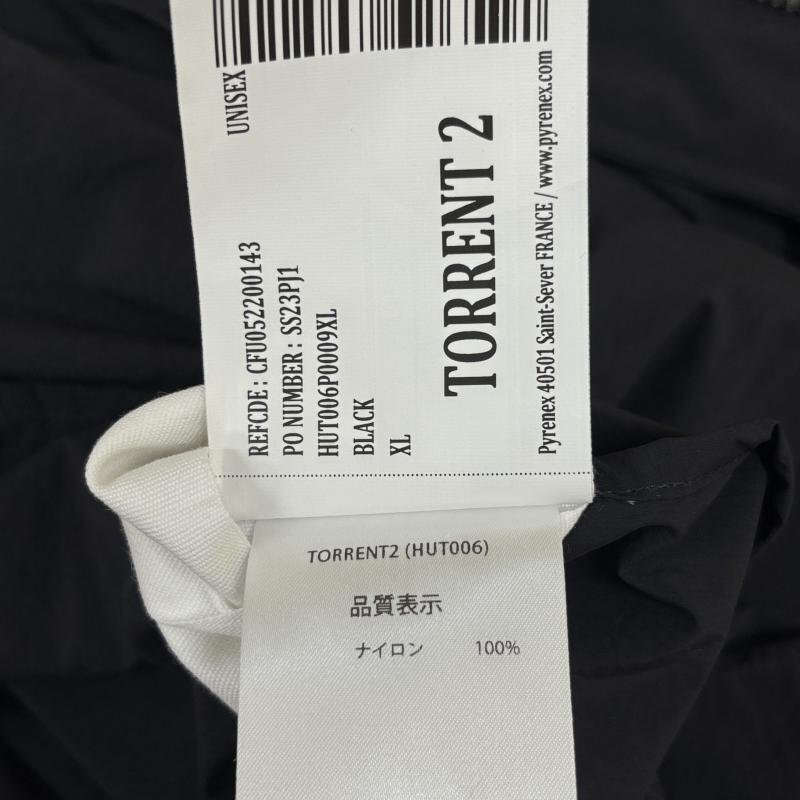 UNISEX
REFCDE: CFU052200143
PO NUMBER: SS23PJ1
HUT006P0009XL
BLACK
XL
TORRENT 2
Pyrenex 40501 Saint-Sever FRANCE / www.pyrenex.com
TORRENT2 (HUT006)
品質表示
ナイロン 100%